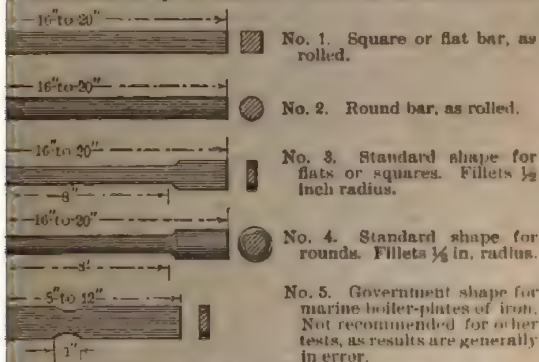 16"to 20"
No. 1. Square or flat bar, as
rolled.
16"to 20"
No. 2. Round bar, as rolled.
16"to 20"
No. 3. Standard shape for
flats or squares. Fillets ½
inch radius.
8"
16"to 20"
No. 4. Standard shape for
rounds. Fillets ½ in. radius.
8"
No. 5. Government shape for
marine boiler-plates of iron.
Not recommended for other
tests, as results are generally
in error.
to 12"
1"